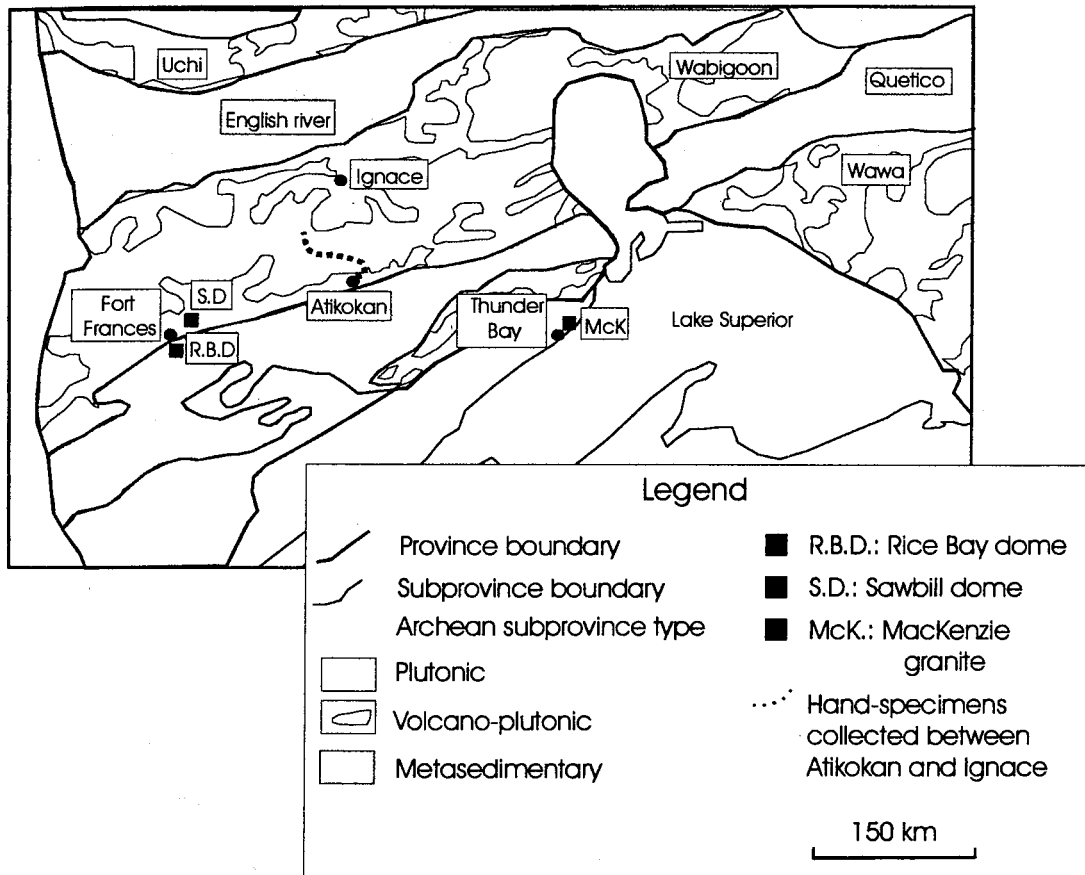 Uchi
Wabigoon
Quetico
English river
Ignace
Wawa
S.D
Fort
Frances
Atikokan
R.B.D.
Thunder
Bay
McK
Lake Superior
Legend
Province boundary
Subprovince boundary
Archean subprovince type
Plutonic
Volcano-plutonic
Metasedimentary
R.B.D.: Rice Bay dome
S.D.: Sawbill dome
McK.: MacKenzie
granite
Hand-specimens
collected between
Atikokan and Ignace
150 km